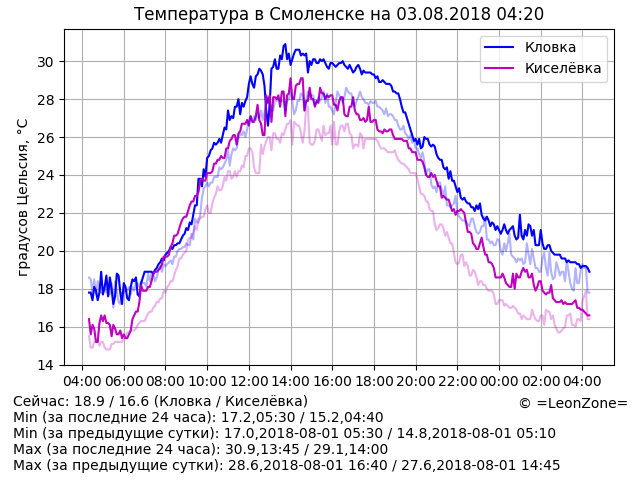 Температура в Смоленске на 03.08.2018 04:20
Кловка
Киселёвка
градусов Цельсия, °C
30
28
26
24
22
20
18
16
14
04:00 06:00 08:00 10:00 12:00 14:00 16:00 18:00 20:00 22:00 00:00 02:00 04:00
Сейчас: 18.9 / 16.6 (Кловка / Киселёвка)
© =LeonZone=
Min (за последние 24 часа): 17.2,05:30 / 15.2,04:40
Min (за предыдущие сутки): 17.0,2018-08-01 05:30 / 14.8,2018-08-01 05:10
Max (за последние 24 часа): 30.9,13:45 / 29.1,14:00
Max (за предыдущие сутки): 28.6,2018-08-01 16:40 / 27.6,2018-08-01 14:45